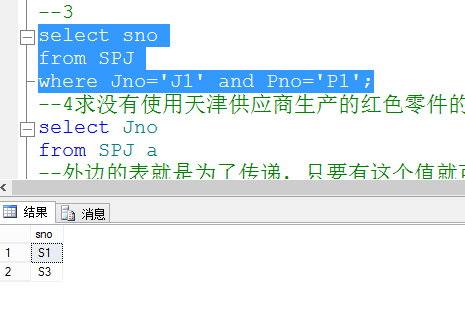 --3
select sno
from SPJ
where Jno='J1' and Pno='P1';
--4求没有使用天津供应商生产的红色零件的
select Jno
from SPJ a
--外边的表就是为了传递，只要有这个值就
结果 消息
sno
1 S1
2 S3